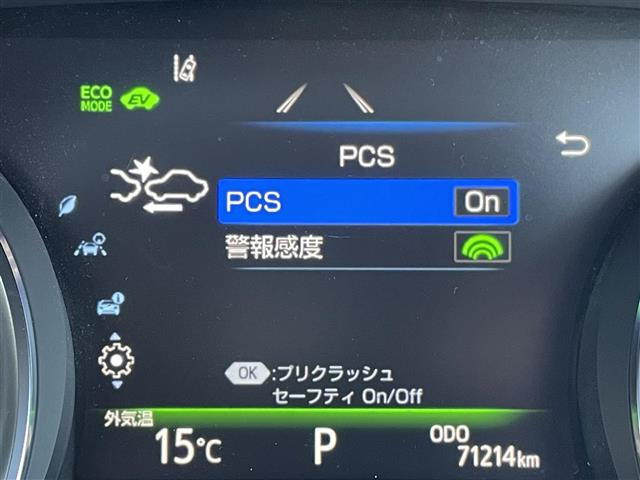 ECO
MODE
EV
PCS
PCS On
警報感度
OK :プリクラッシュ
セーフティ On/Off
外気温
15℃ P ODO
71214km